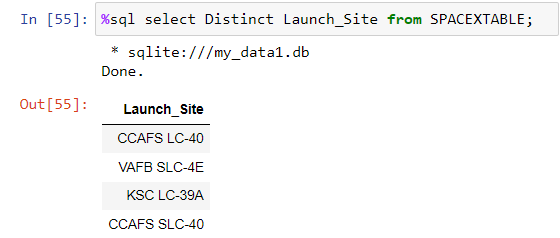 In [55]: %sql select Distinct Launch_Site from SPACEXTABLE;
* sqlite:///my_data1.db
Done.
Out[55]:
Launch_Site
CCAFS LC-40
VAFB SLC-4E
KSC LC-39A
CCAFS SLC-40